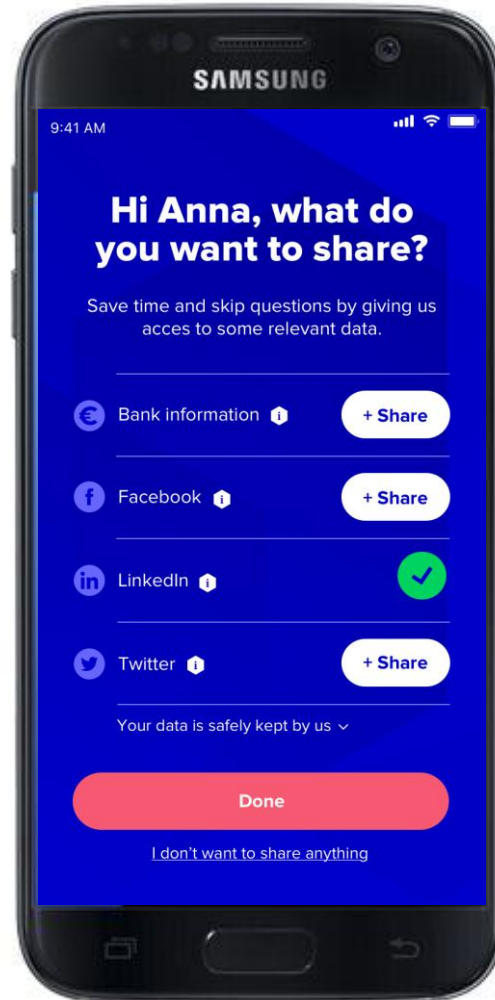 SAMSUNG
9:41 AM
Hi Anna, what do
you want to share?
Save time and skip questions by giving us
acces to some relevant data.
Bank information
+ Share
Facebook
+ Share
LinkedIn
Twitter
+ Share
Your data is safely kept by us
Done
I don't want to share anything